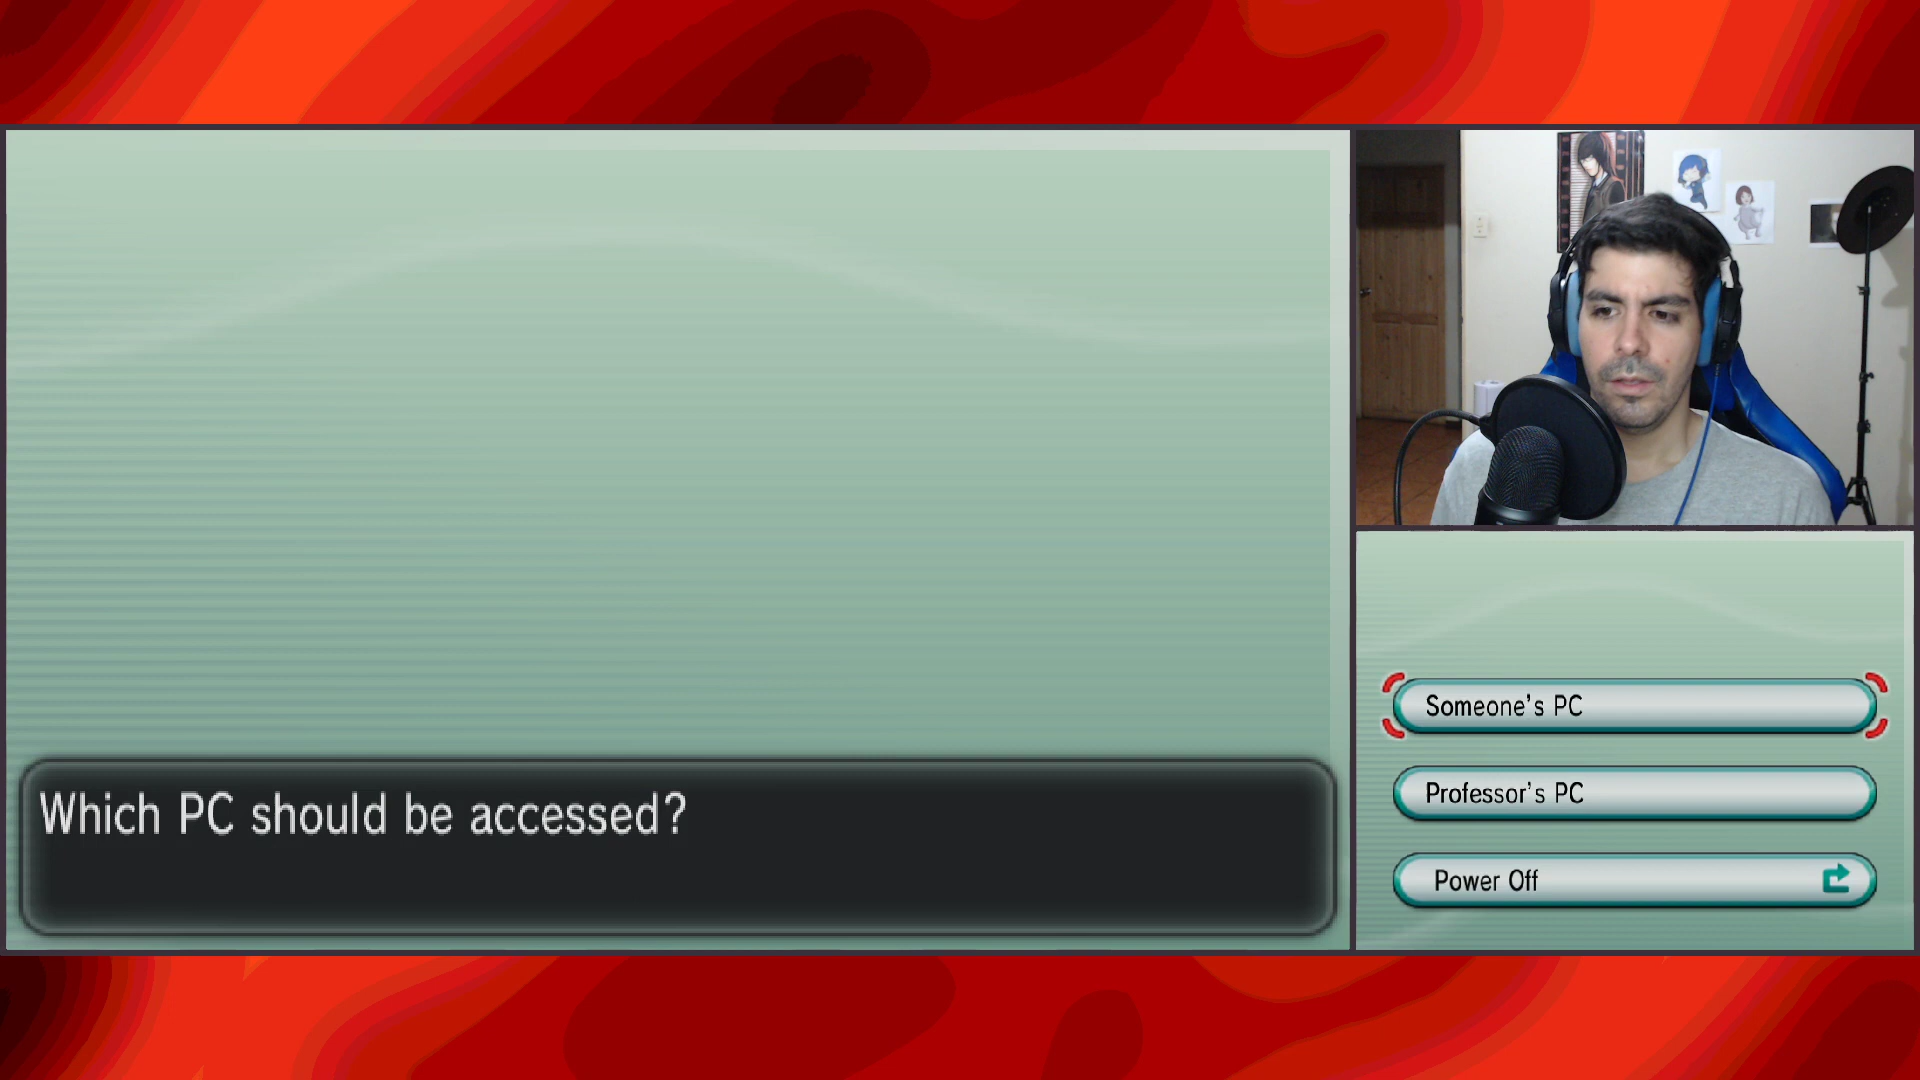 Which PC should be accessed?
Someone's PC
Professor's PC
Power Off